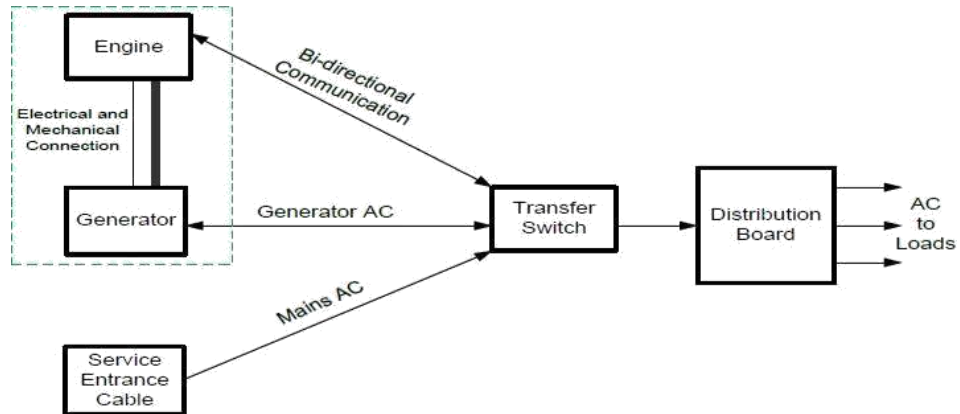 Engine
Bi-directional
Communication
Electrical and
Mechanical
Connection
Generator
Generator AC
Transfer
Switch
Distribution
Board
AC
to
Loads
Mains AC
Service
Entrance
Cable